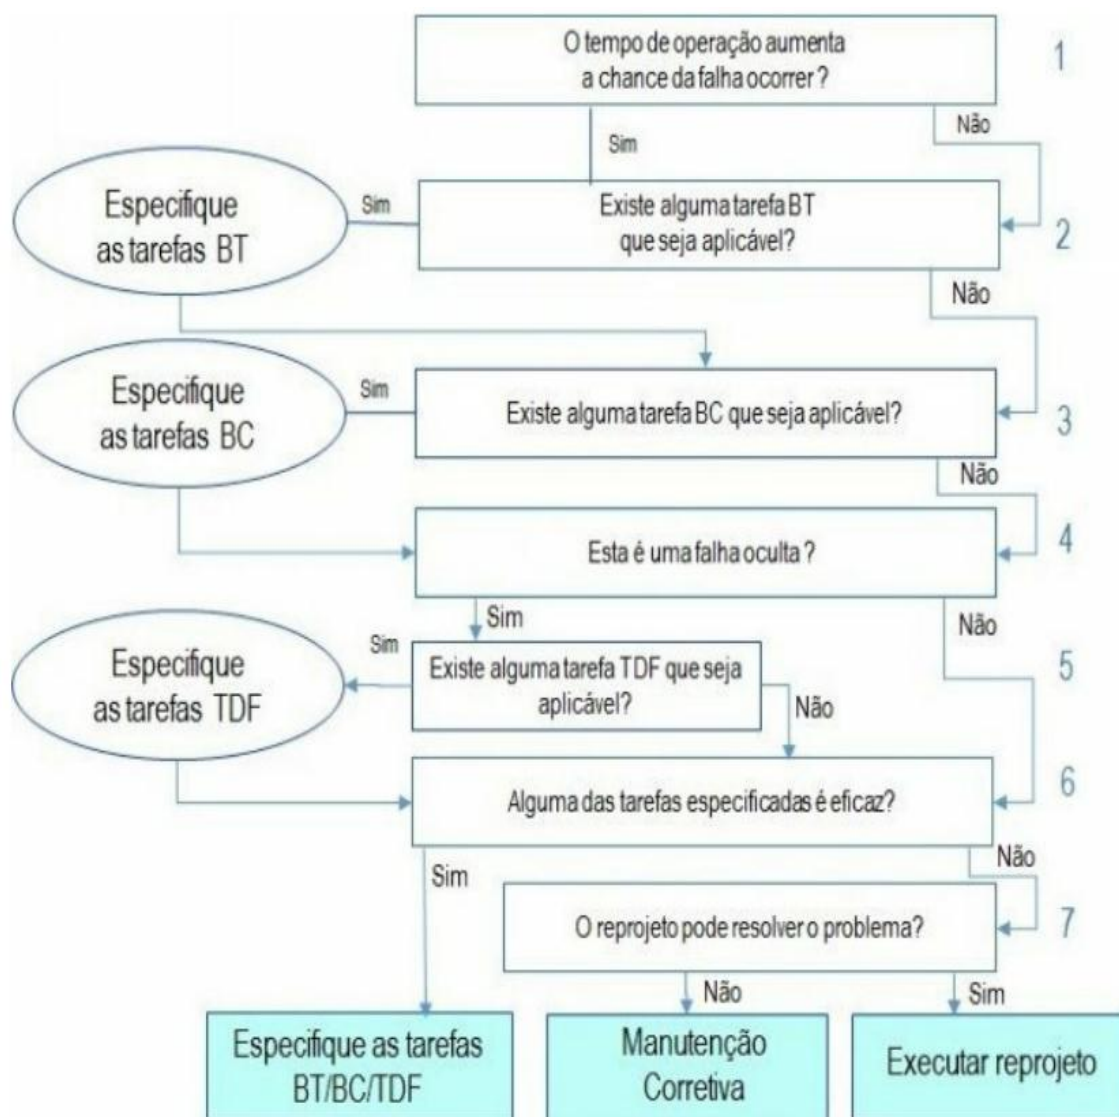 O tempo de operação aumenta
a chance da falha ocorrer ?
1
Não
Sim
Especifique
as tarefas BT
Sim
Existe alguma tarefa BT
que seja aplicável?
2
Não
Especifique
as tarefas BC
Sim
Existe alguma tarefa BC que seja aplicável?
3
Não
Esta é uma falha oculta ?
4
Sim
Não
Especifique
as tarefas TDF
Sim
Existe alguma tarefa TDF que seja
aplicável?
5
Não
Alguma das tarefas especificadas é eficaz?
6
Sim
Não
O reprojeto pode resolver o problema?
7
Não
Sim
Especifique as tarefas
BT/BC/TDF
Manutenção
Corretiva
Executar reprojeto